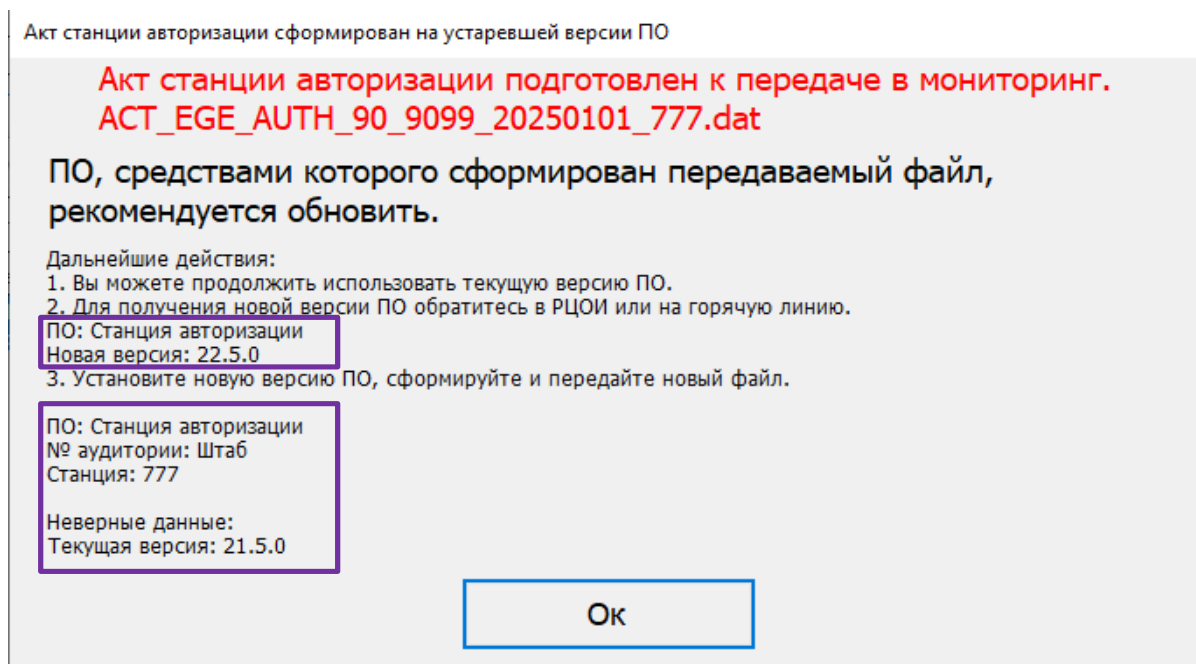 Акт станции авторизации сформирован на устаревшей версии ПО
Акт станции авторизации подготовлен к передаче в мониторинг.
ACT_EGE_AUTH_90_9099_20250101_777.dat
ПО, средствами которого сформирован передаваемый файл,
рекомендуется обновить.
Дальнейшие действия:
1. Вы можете продолжить использовать текущую версию ПО.
2. Для получения новой версии ПО обратитесь в РЦОИ или на горячую линию.
ПО: Станция авторизации
Новая версия: 22.5.0
3. Установите новую версию ПО, сформируйте и передайте новый файл.
ПО: Станция авторизации
№ аудитории: Штаб
Станция: 777
Неверные данные:
Текущая версия: 21.5.0
Ок